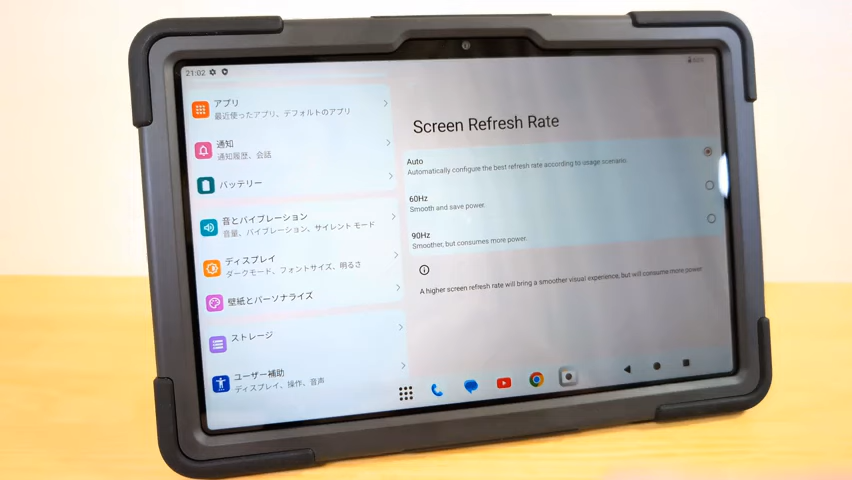 21:02
アプリ
最近使ったアプリ、デフォルトのアプリ
通知
通知履歴、会話
バッテリー
音とバイブレーション
音量、バイブレーション、サイレント モード
ディスプレイ
ダークモード、フォントサイズ、明るさ
壁紙とパーソナライズ
ストレージ
ユーザー補助
ディスプレイ、操作、音声
Screen Refresh Rate
Auto
Automatically configure the best refresh rate according to usage scenario.
60Hz
Smooth and save power.
90Hz
Smoother, but consumes more power.
A higher screen refresh rate will bring a smoother visual experience, but will consume more power